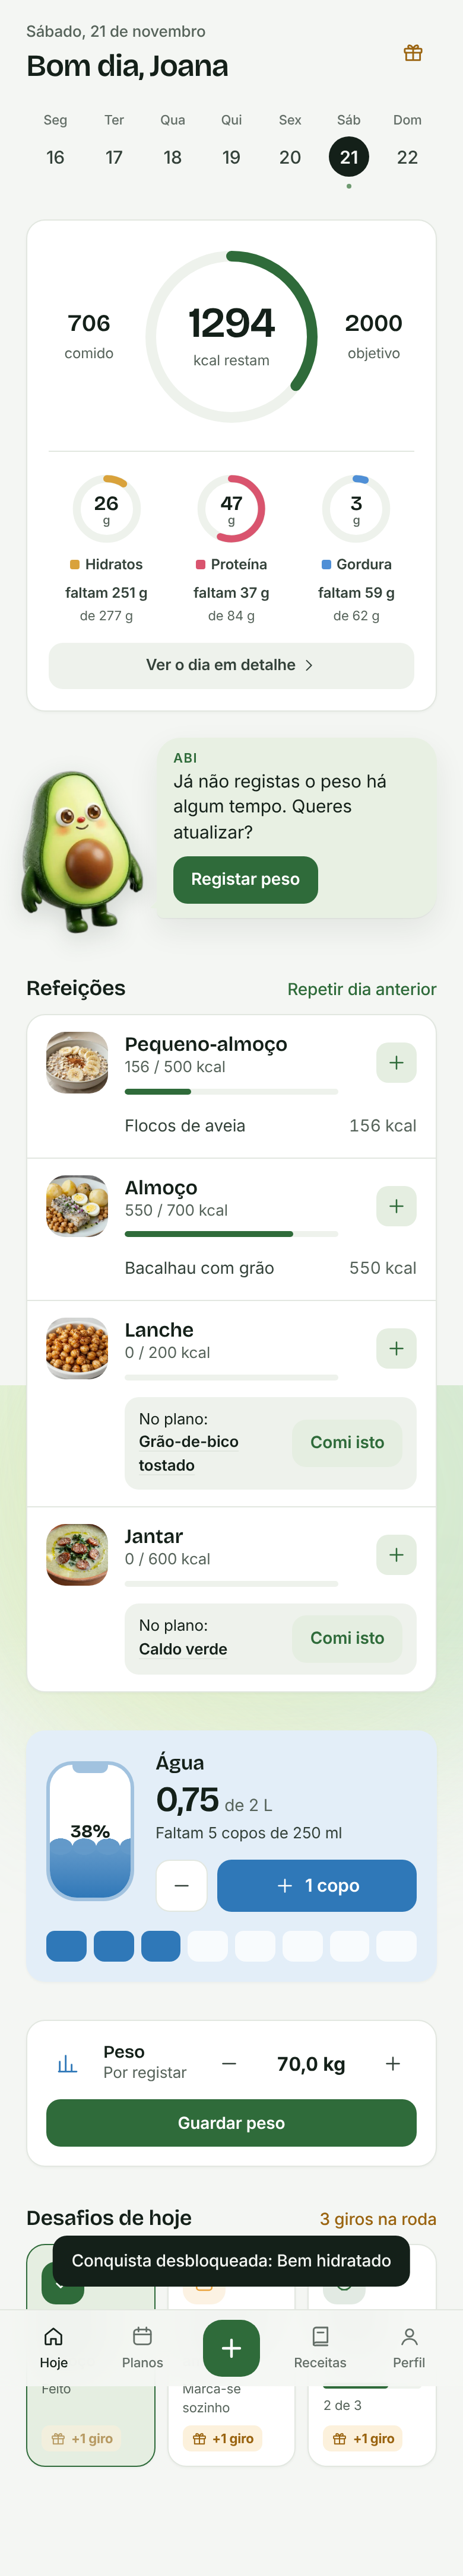 Sábado, 21 de novembro
Bom dia, Joana
Seg Ter Qua Qui Sex Sáb Dom
16 17 18 19 20 21 22
706
comido
1294
kcal restam
2000
objetivo
26 g
47 g
3 g
Hidratos
Proteína
Gordura
faltam 251 g
faltam 37 g
faltam 59 g
de 277 g
de 84 g
de 62 g
Ver o dia em detalhe
ABI
Já não registas o peso há
algum tempo. Queres
atualizar?
Registar peso
Refeições
Repetir dia anterior
Pequeno-almoço
156 / 500 kcal
Flocos de aveia 156 kcal
Almoço
550 / 700 kcal
Bacalhau com grão 550 kcal
Lanche
0 / 200 kcal
No plano:
Grão-de-bico
tostado
Comi isto
Jantar
0 / 600 kcal
No plano:
Caldo verde
Comi isto
Água
0,75 de 2 L
38%
Faltam 5 copos de 250 ml
1 copo
Peso
Por registar
70,0 kg
Guardar peso
Desafios de hoje
3 giros na roda
Conquista desbloqueada: Bem hidratado
Hoje
Planos
Receitas
Perfil
Feito
Marca-se
sozinho
2 de 3
+1 giro
+1 giro
+1 giro